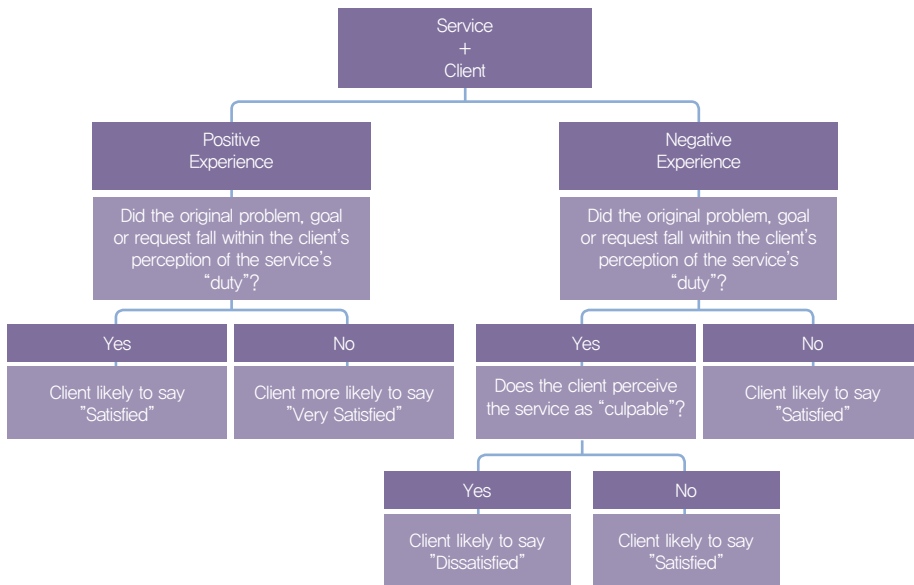 Service
+
Client
Positive
Experience
Negative
Experience
Did the original problem, goal
or request fall within the client's
perception of the service's
“duty”?
Did the original problem, goal
or request fall within the client's
perception of the service's
“duty”?
Yes
No
Yes
No
Client likely to say
”Satisfied”
Client more likely to say
”Very Satisfied”
Does the client perceive
the service as “culpable”?
Client likely to say
”Satisfied”
Yes
No
Client likely to say
”Dissatisfied”
Client likely to say
”Satisfied”